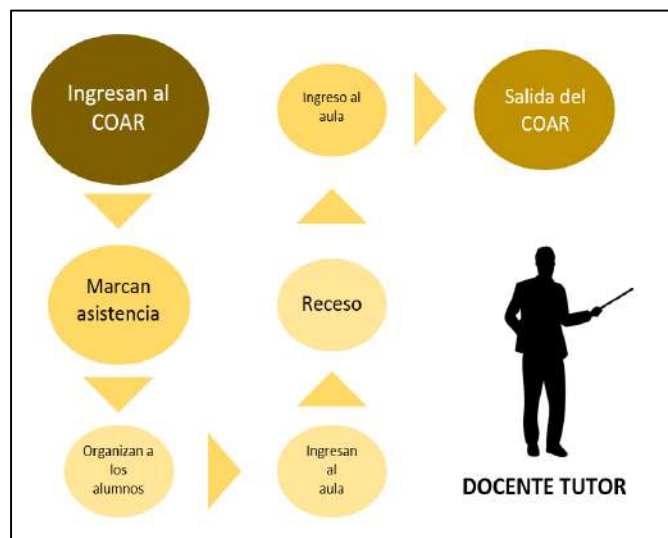 Ingresan al
COAR
Marcan
asistencia
Organizan a
los
alumnos
Ingresan
al
aula
Receso
Ingreso al
aula
Salida del
COAR
DOCENTE TUTOR